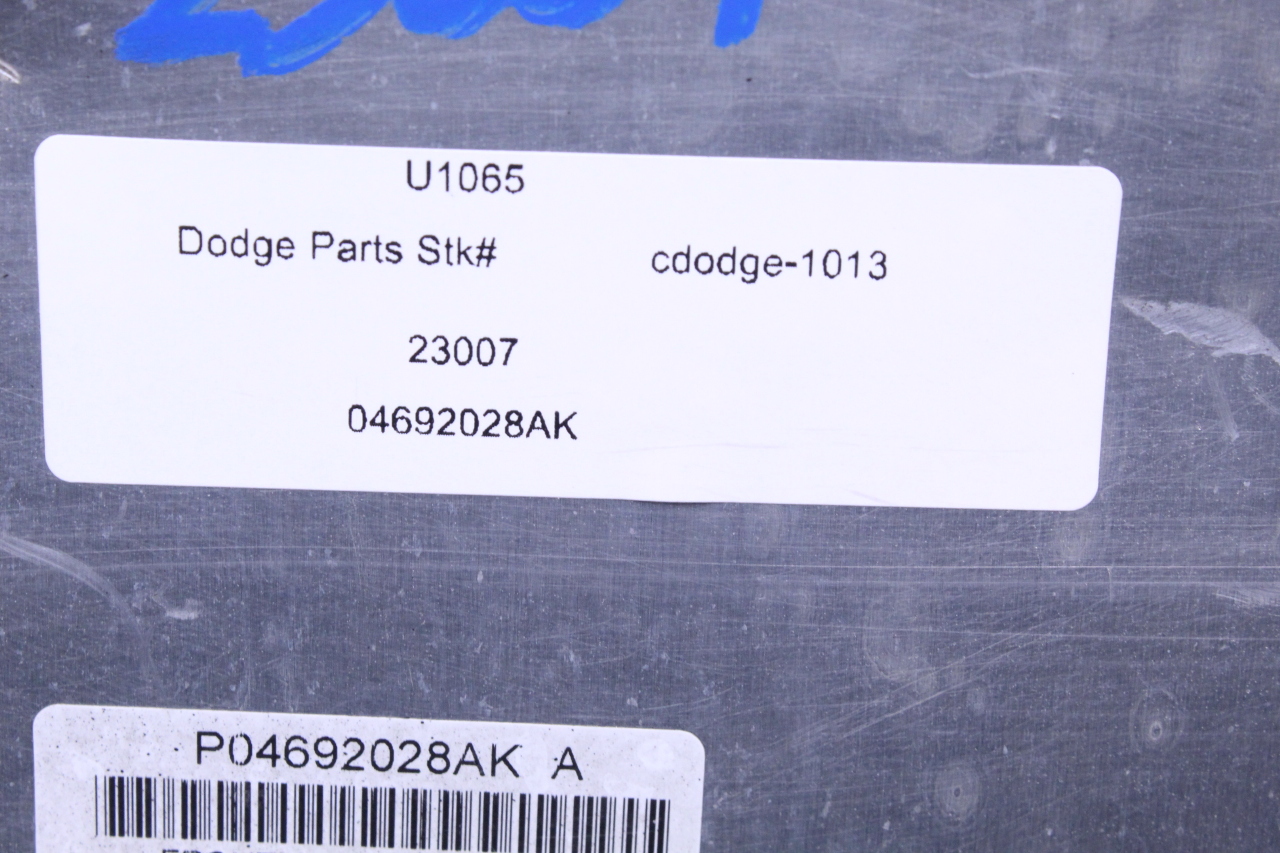 U1065
Dodge Parts Stk# cdodge-1013
23007
04692028AK
P04692028AK A